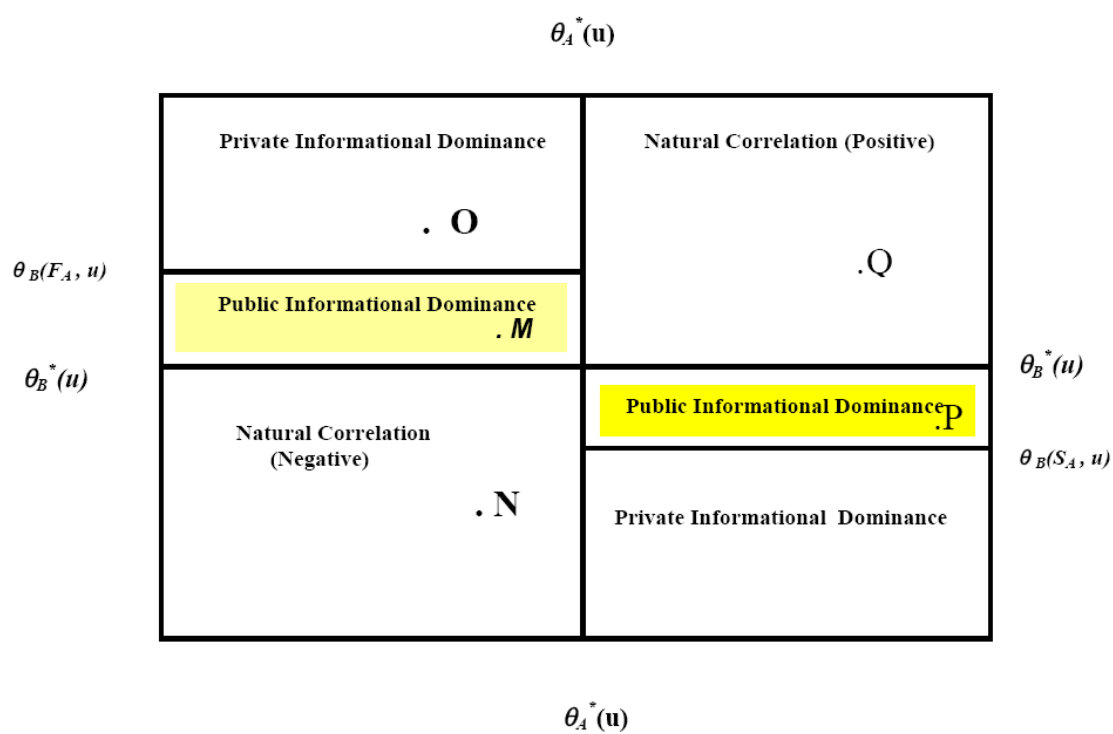 θA*(u)
Private Informational Dominance
Natural Correlation (Positive)
. O
.Q
θB(FA, u)
Public Informational Dominance
. M
θB*(u)
θB*(u)
Public Informational Dominance
.P
Natural Correlation
(Negative)
θB(SA, u)
. N
Private Informational Dominance
θA*(u)